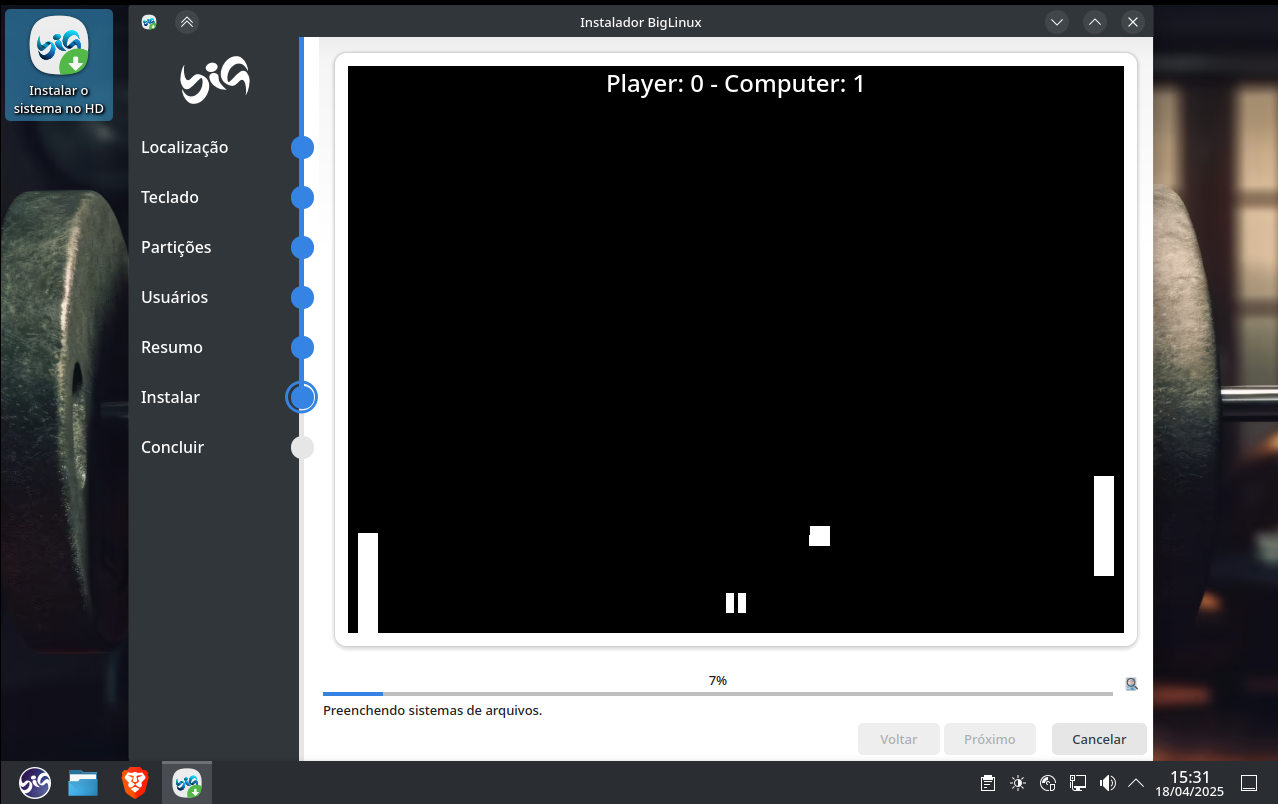 Instalador BigLinux
Instalar o
sistema no HD
big
Localização
Teclado
Partições
Usuários
Resumo
Instalar
Concluir
Player: 0 - Computer: 1
7%
Preenchendo sistemas de arquivos.
Voltar
Próximo
Cancelar
15:31
18/04/2025